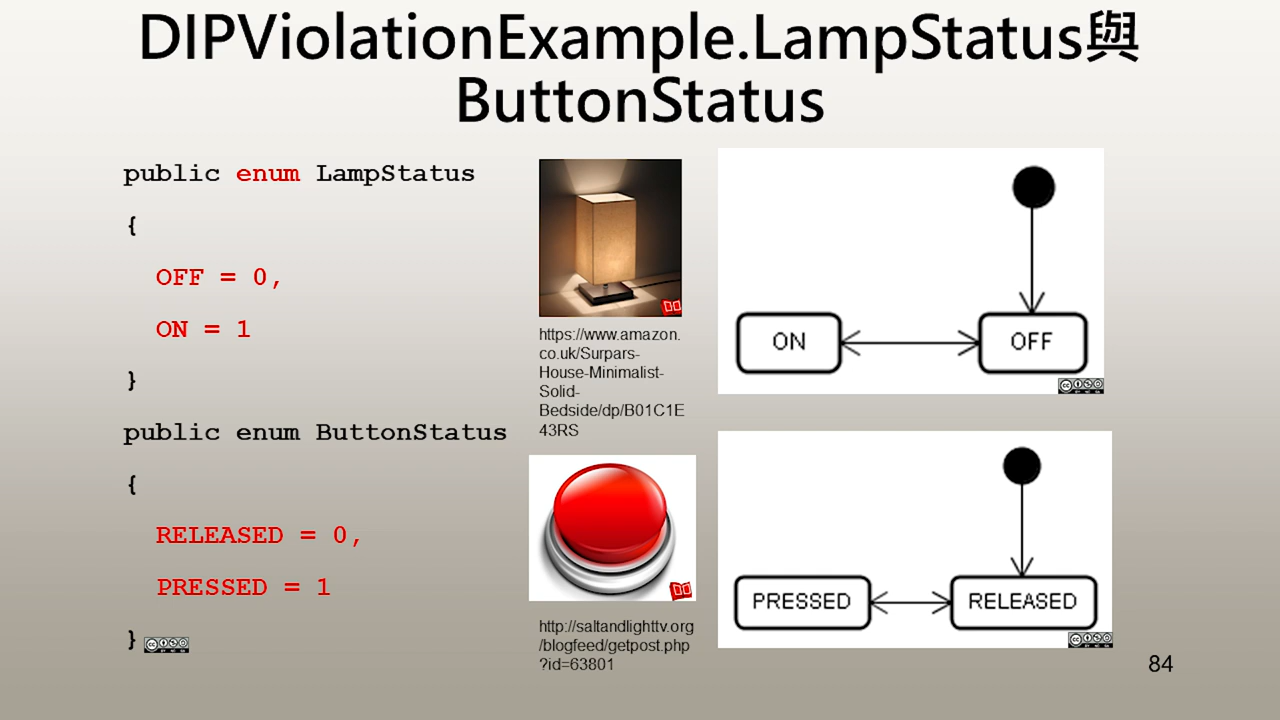 DIPViolationExample.LampStatus與
ButtonStatus
public enum LampStatus
{
OFF = 0,
ON = 1
}
public enum ButtonStatus
{
RELEASED = 0,
PRESSED = 1
}
https://www.amazon.
co.uk/Surpars-
House-Minimalist-
Solid-
Bedside/dp/B01C1E
43RS
http://saltandlighttv.org
/blogfeed/getpost.php
?id=63801
ON
OFF
PRESSED
RELEASED
84